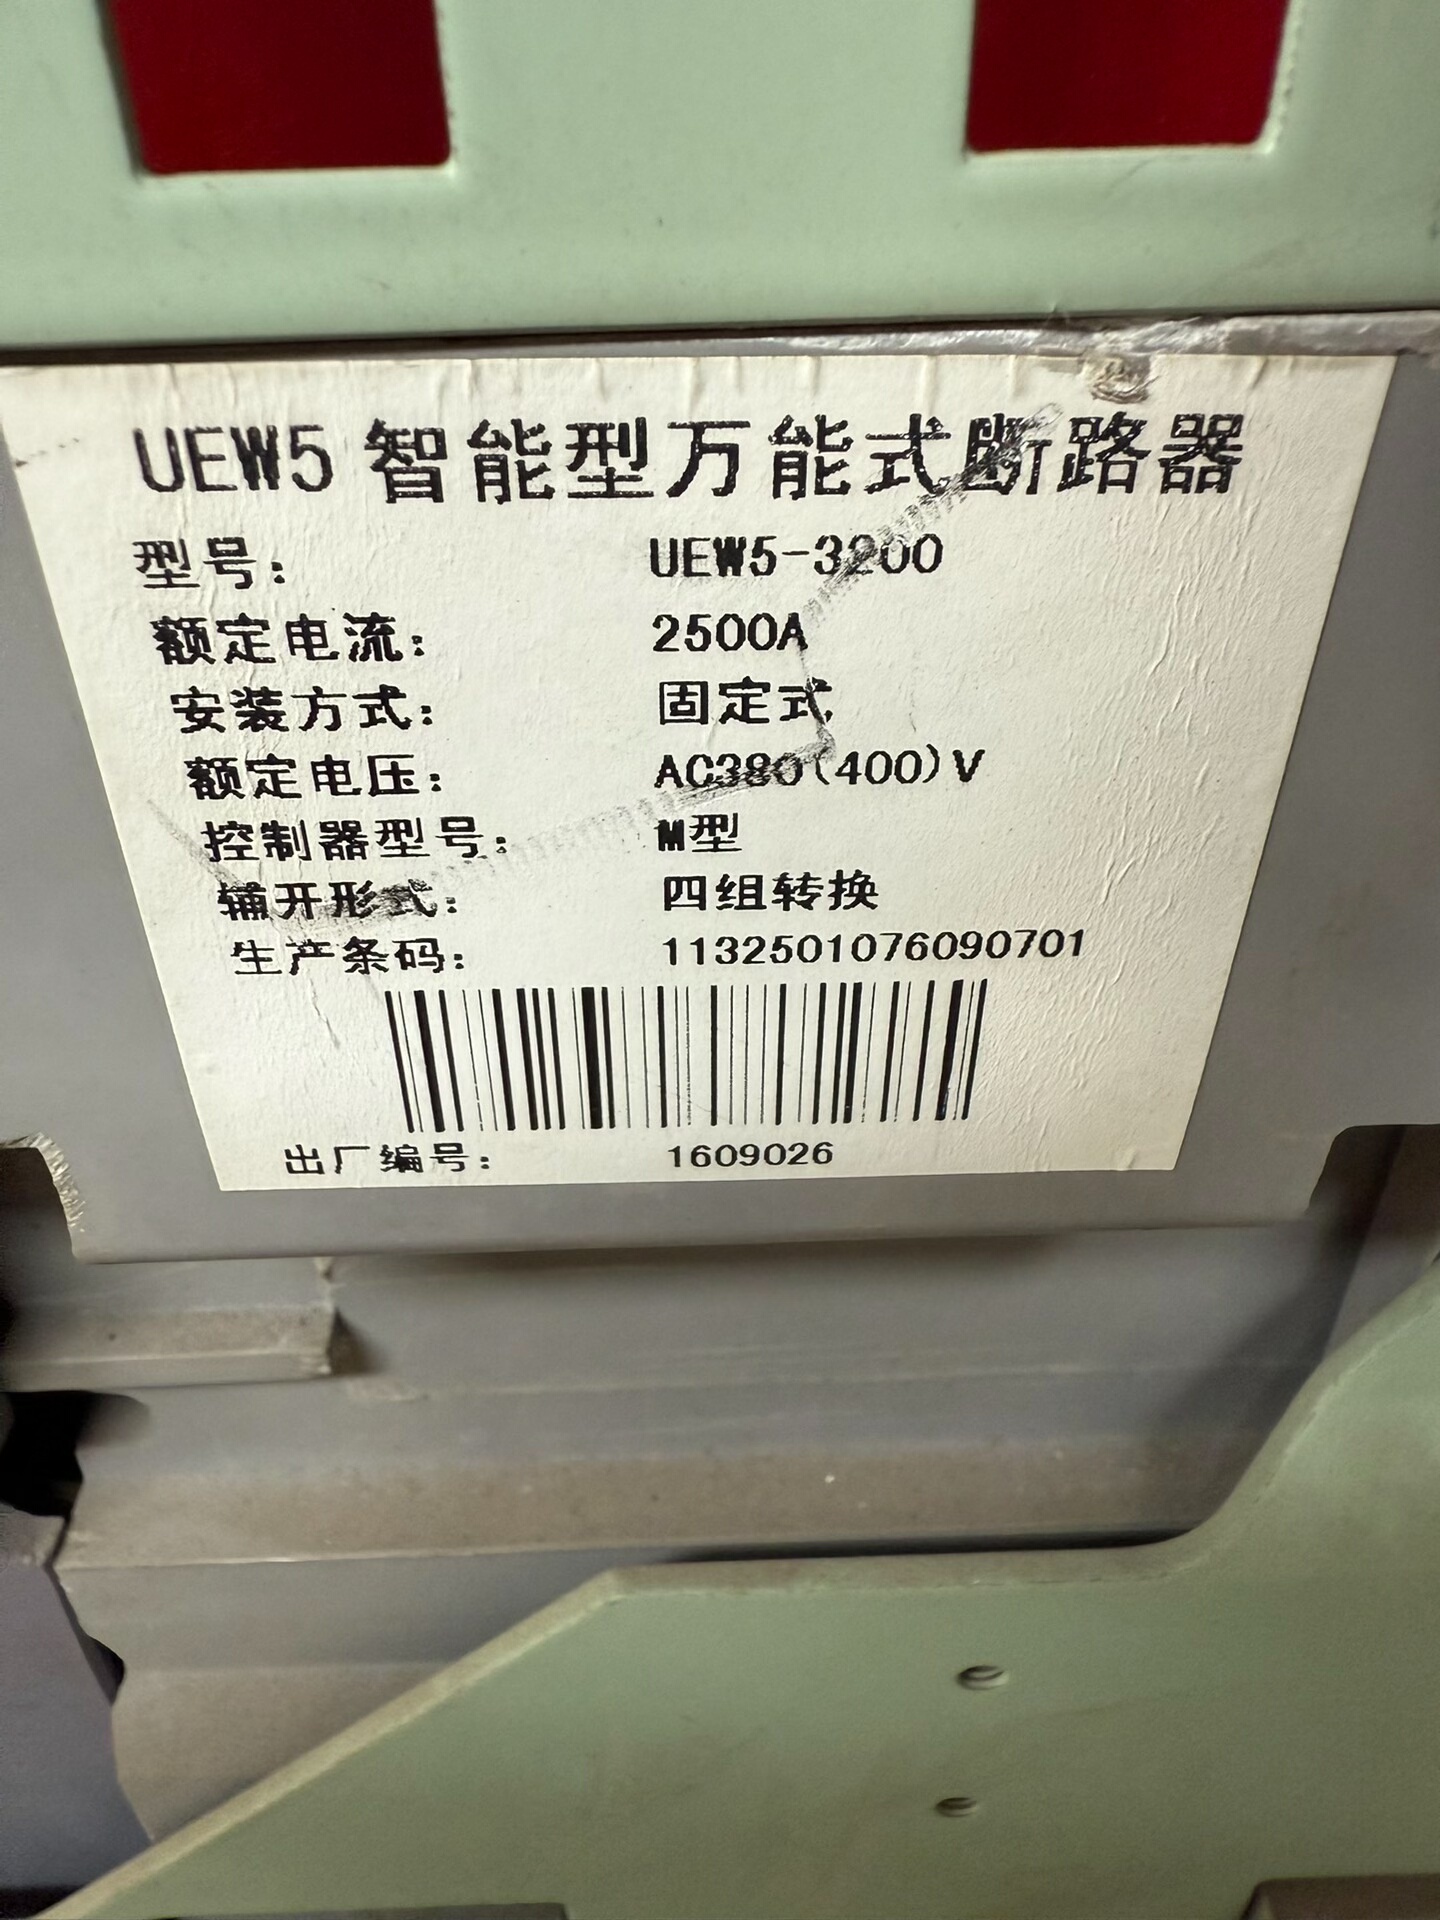 UEW5 智能型万能式断路器
型号: UEW5-3200
额定电流: 2500A
安装方式: 固定式
额定电压: AC380(400)V
控制器型号: M型
辅开形式: 四组转换
生产条码: 1132501076090701
出厂编号: 1609026